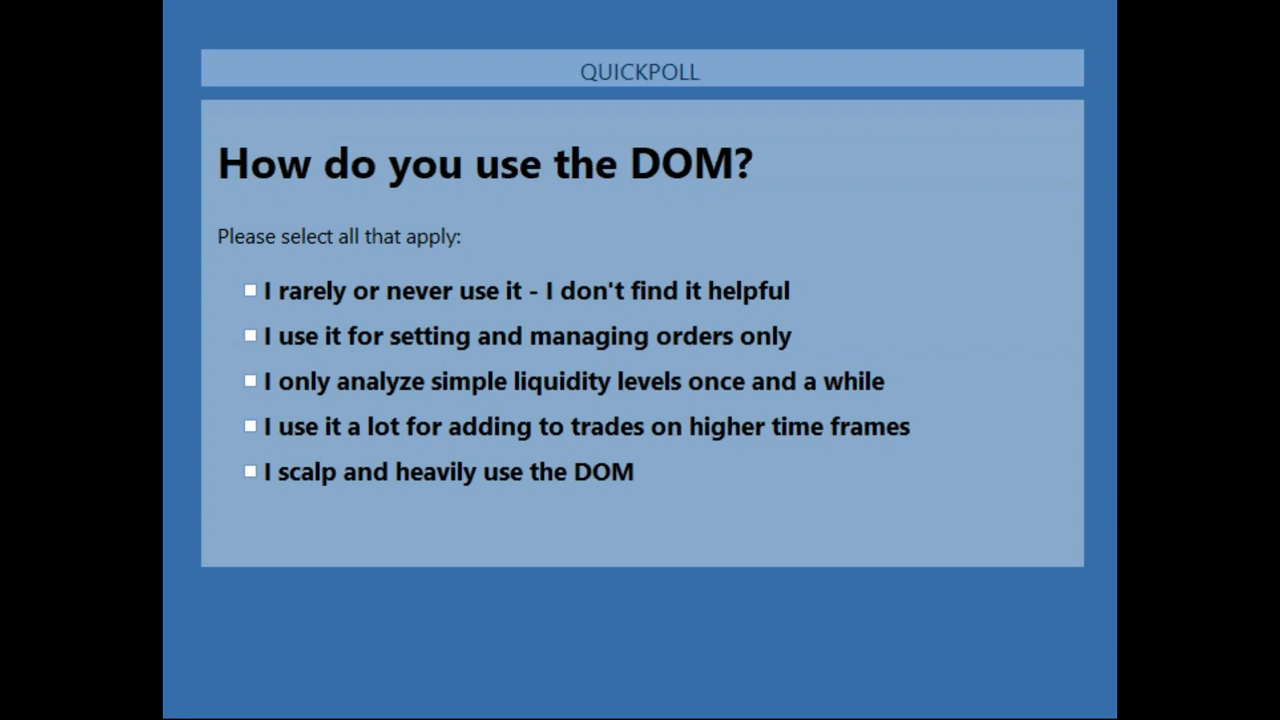 QUICKPOLL
How do you use the DOM?
Please select all that apply:
I rarely or never use it - I don't find it helpful
I use it for setting and managing orders only
I only analyze simple liquidity levels once and a while
I use it a lot for adding to trades on higher time frames
I scalp and heavily use the DOM